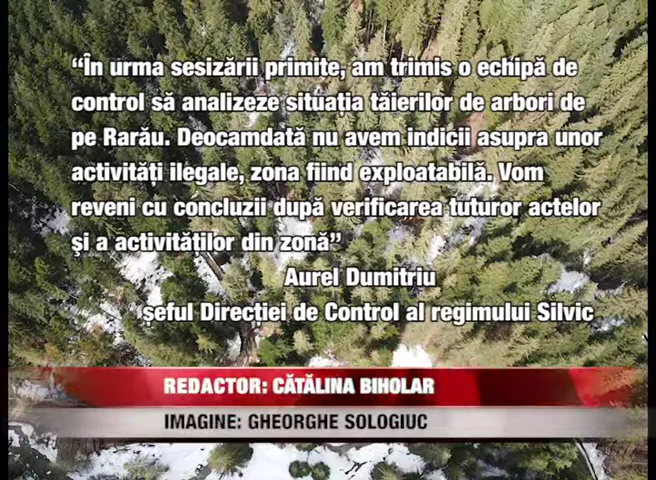 “În urma sesizării primite, am trimis o echipă de
control să analizeze situația tăierilor de arbori de
pe Rarău. Deocamdată nu avem indicii asupra unor
activități ilegale, zona fiind exploatabilă. Vom
reveni cu concluzii după verificarea tuturor actelor
şi a activităților din zonă”
Aurel Dumitriu
șeful Direcției de Control al regimului Silvic
REDACTOR: CĂTĂLINA BIHOLAR
IMAGINE: GHEORGHE SOLOGIUC